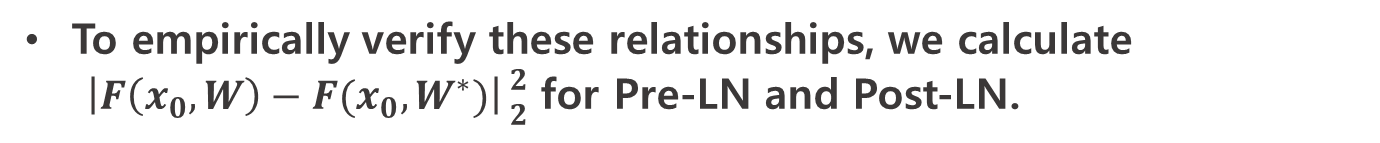 • To empirically verify these relationships, we calculate
|F(x₀, W) − F(x₀, W*)|₂² for Pre-LN and Post-LN.